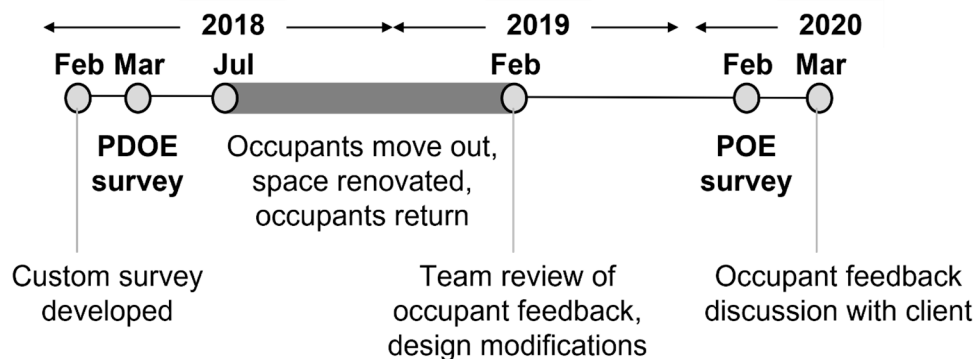 2018 2019 2020
Feb Mar Jul Feb Feb Mar
PDOE
survey
Occupants move out,
space renovated,
occupants return
POE
survey
Custom survey
developed
Team review of
occupant feedback,
design modifications
Occupant feedback
discussion with client